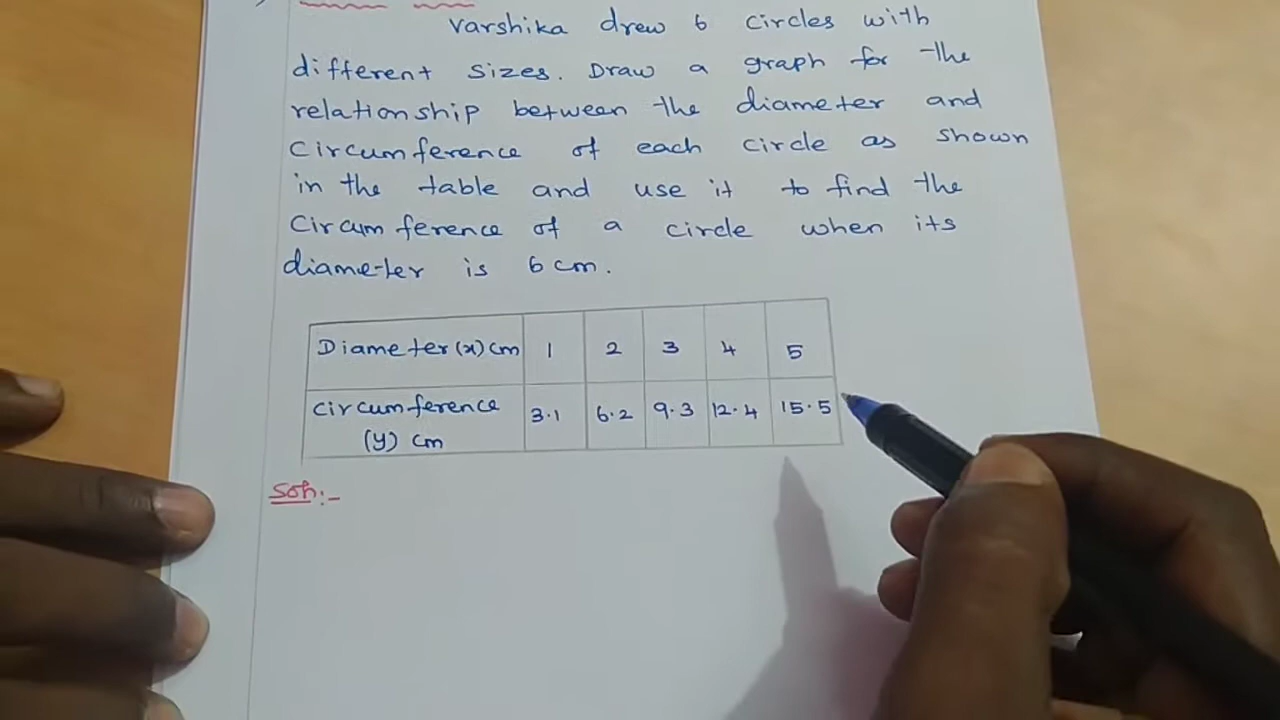 Varshika drew 6 circles with
different sizes. Draw a graph for the
relationship between the diameter and
circumference of each circle as shown
in the table and use it to find the
circumference of a circle when its
diameter is 6 cm.
Diameter (x) cm 1 2 3 4 5
circumference (y) cm 3.1 6.2 9.3 12.4 15.5
Soln:-